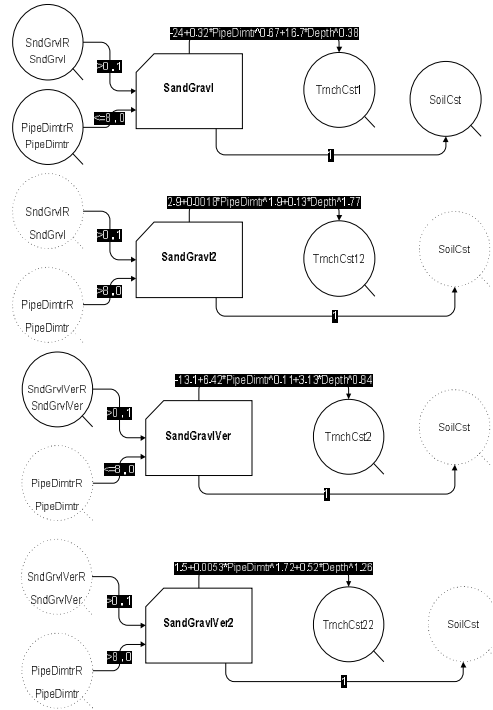 -24+0.32*PipeDimtr^0.67+16.7*Depth^0.38
SndGrvlR
SndGrvl
>0.1
SandGravl
TrnchCst1
SoilCst
PipeDimtrR
PipeDimtr
<=8.0
1
2.9+0.0018*PipeDimtr^1.9+0.13*Depth^1.77
SndGrvlR
SndGrvl
>0.1
SandGravl2
TrnchCst12
SoilCst
PipeDimtrR
PipeDimtr
>8.0
1
-13.1+6.42*PipeDimtr^0.11+3.13*Depth^0.84
SndGrvlVerR
SndGrvlVer
>0.1
SandGravlVer
TrnchCst2
SoilCst
PipeDimtrR
PipeDimtr
<=8.0
1
1.5+0.0053*PipeDimtr^1.72+0.52*Depth^1.26
SndGrvlVerR
SndGrvlVer
>0.1
SandGravlVer2
TrnchCst22
SoilCst
PipeDimtrR
PipeDimtr
>8.0
1